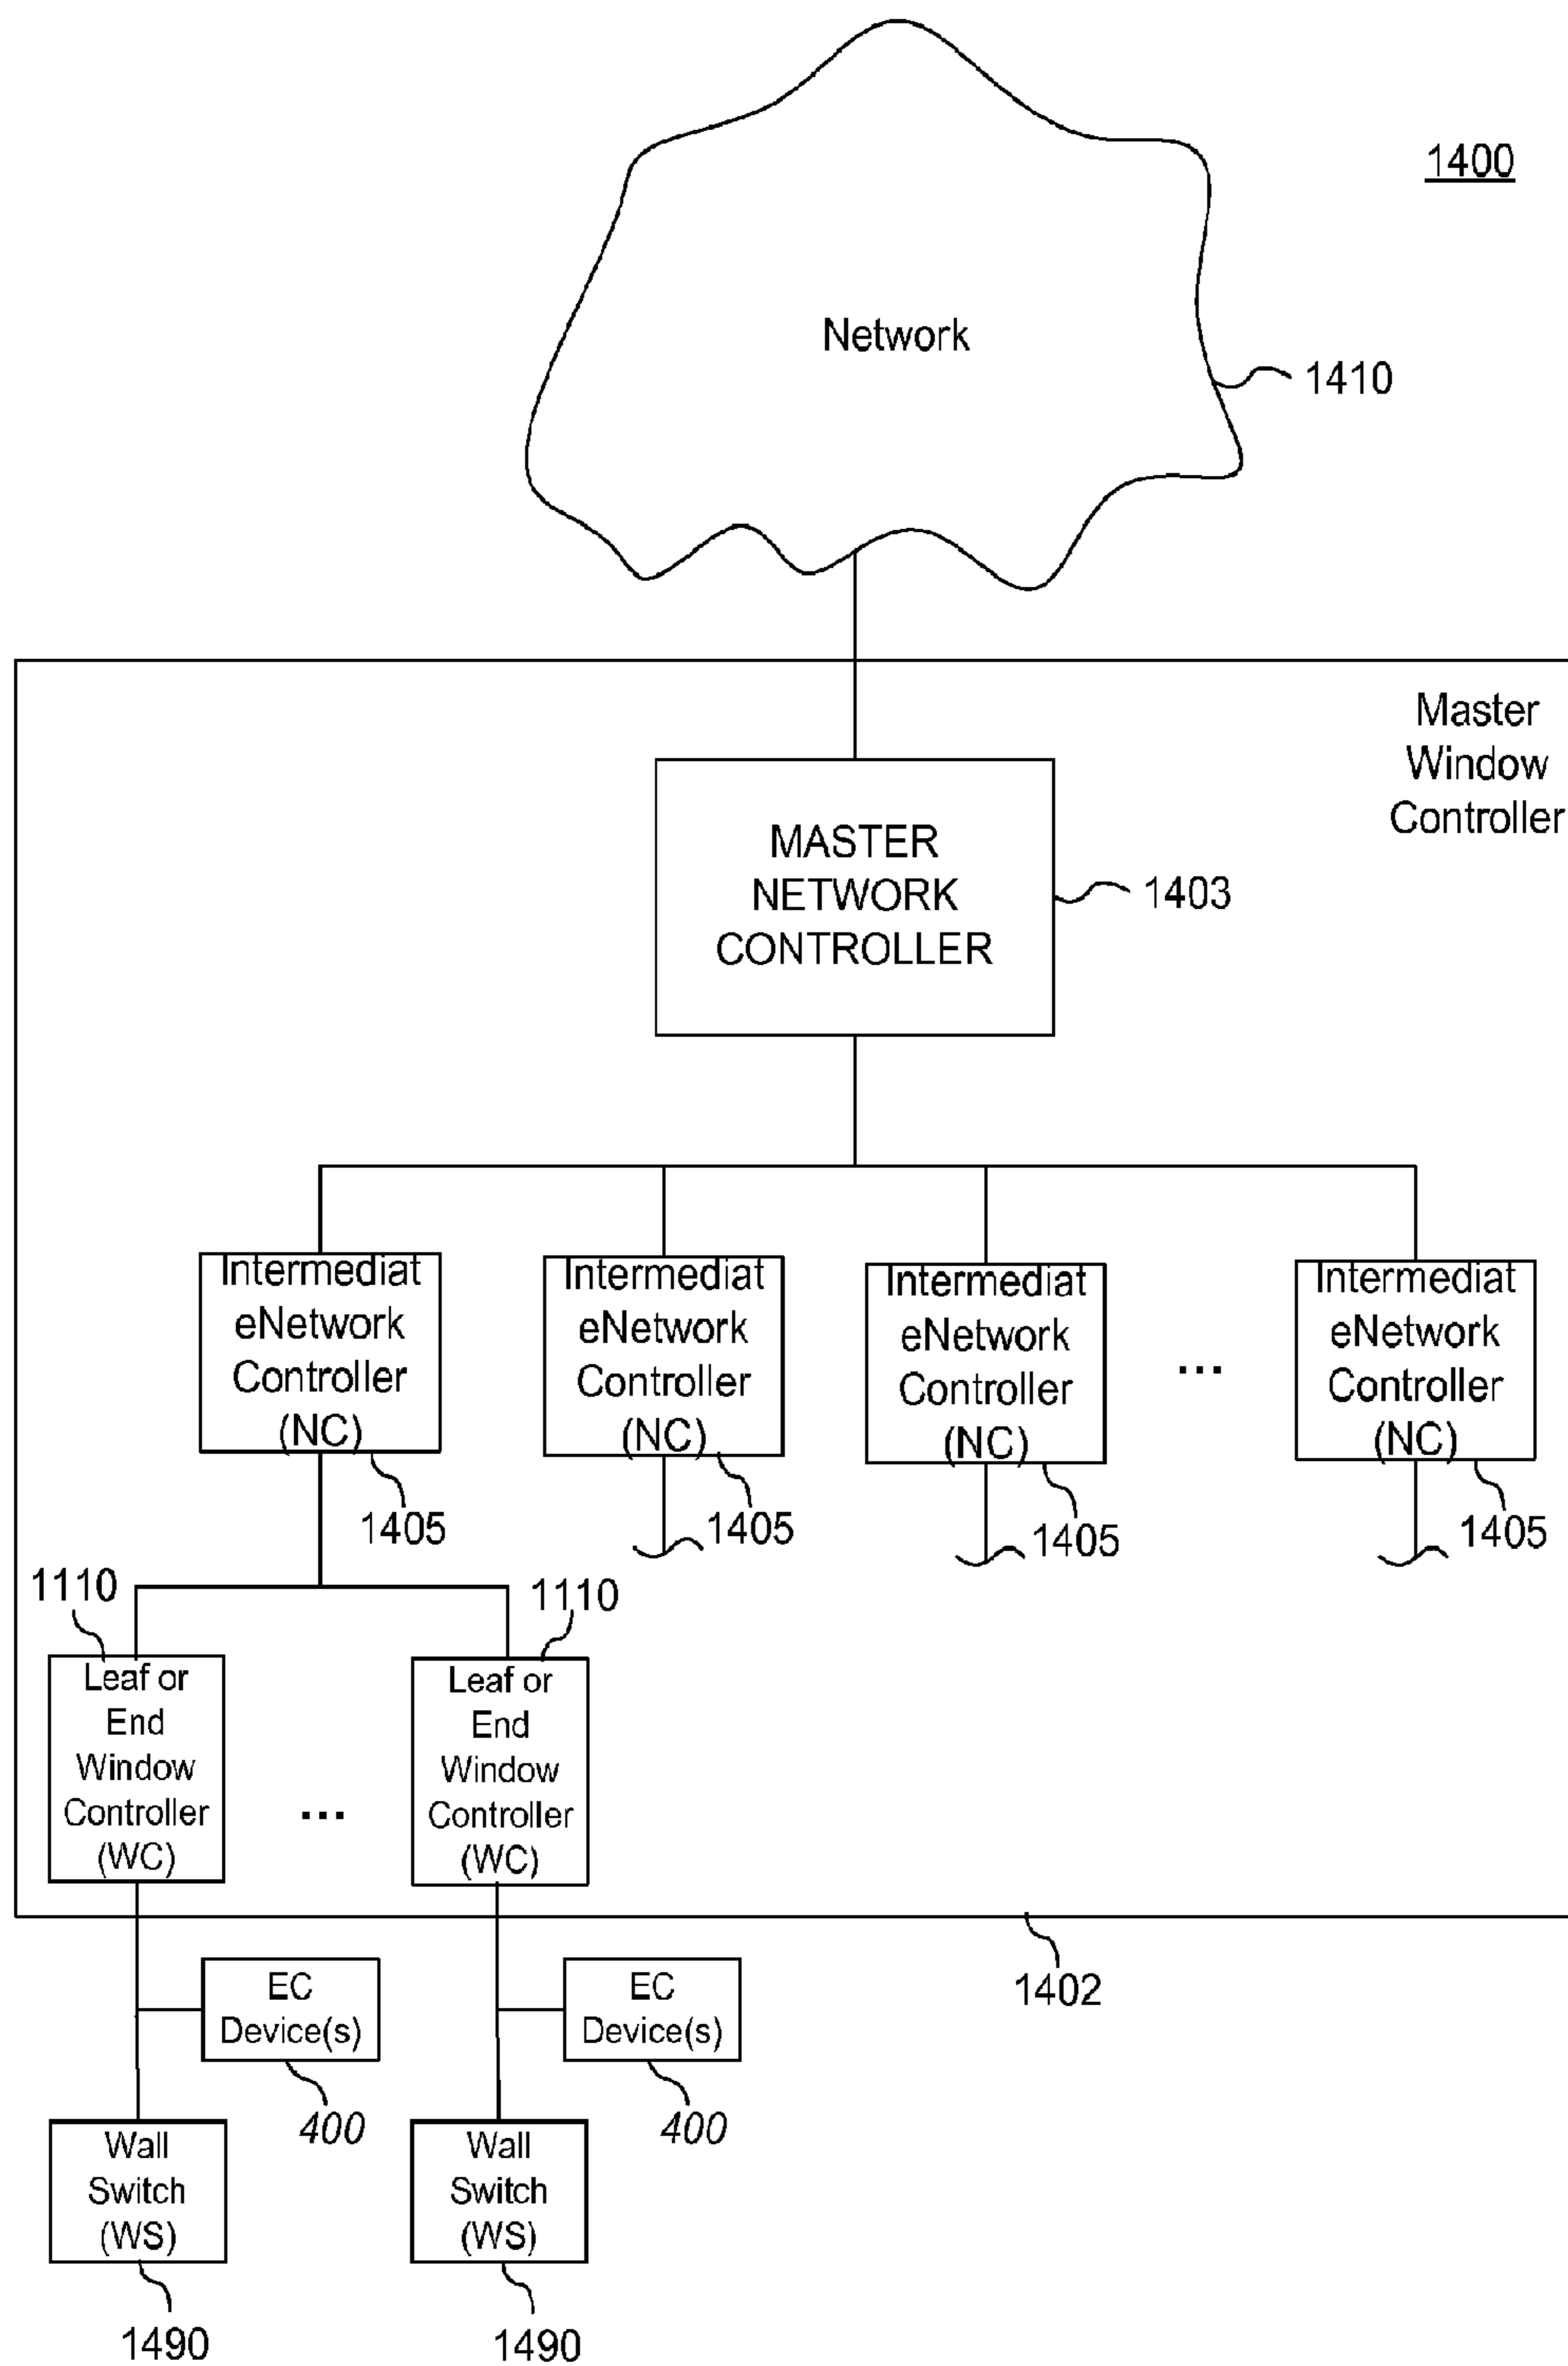 1400
Network
1410
Master
Window
Controller
MASTER
NETWORK
CONTROLLER
1403
Intermediat
eNetwork
Controller
(NC)
1405
Intermediat
eNetwork
Controller
(NC)
1405
Intermediat
eNetwork
Controller
(NC)
1405
...
Intermediat
eNetwork
Controller
(NC)
1405
1110
Leaf or
End
Window
Controller
(WC)
...
1110
Leaf or
End
Window
Controller
(WC)
1402
EC
Device(s)
400
EC
Device(s)
400
Wall
Switch
(WS)
1490
Wall
Switch
(WS)
1490